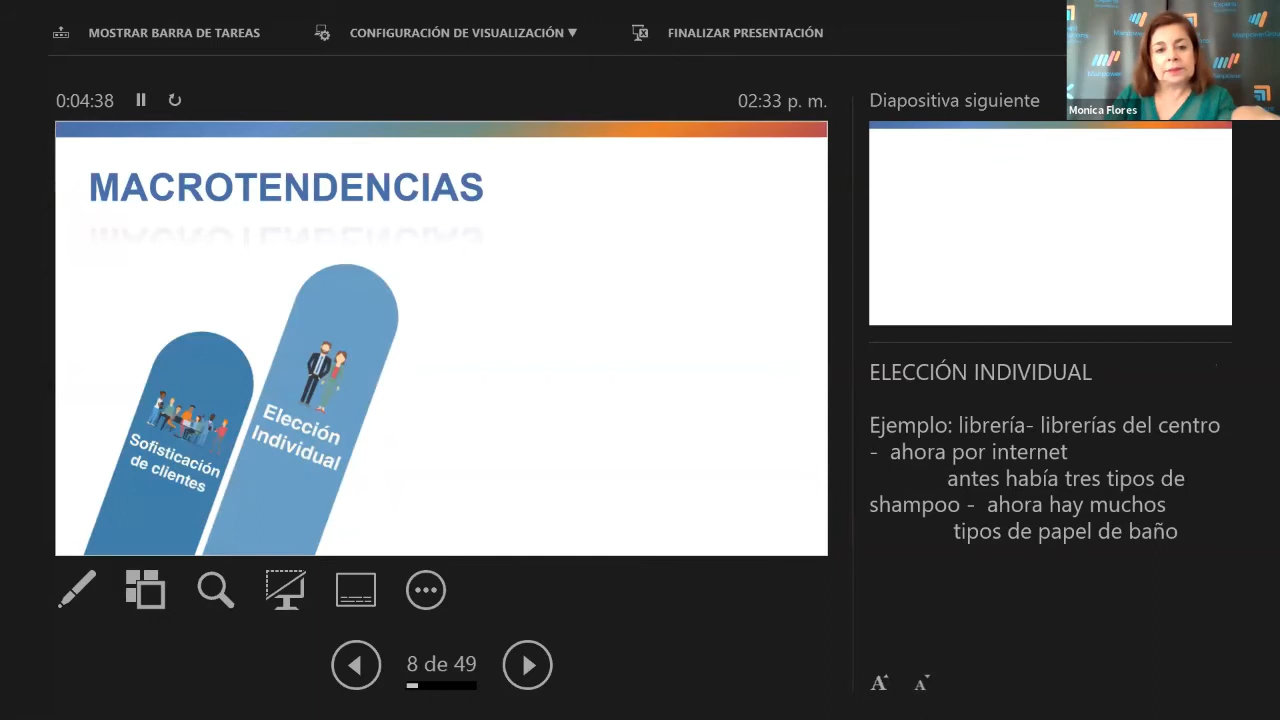 MOSTRAR BARRA DE TAREAS
CONFIGURACIÓN DE VISUALIZACIÓN ▼
FINALIZAR PRESENTACIÓN
Manpower
Monica Flores
0:04:38
02:33 p. m.
Diapositiva siguiente
MACROTENDENCIAS
Sofisticación
de clientes
Elección
Individual
ELECCIÓN INDIVIDUAL
Ejemplo: librería- librerías del centro
- ahora por internet
antes había tres tipos de
shampoo - ahora hay muchos
tipos de papel de baño
8 de 49
A A